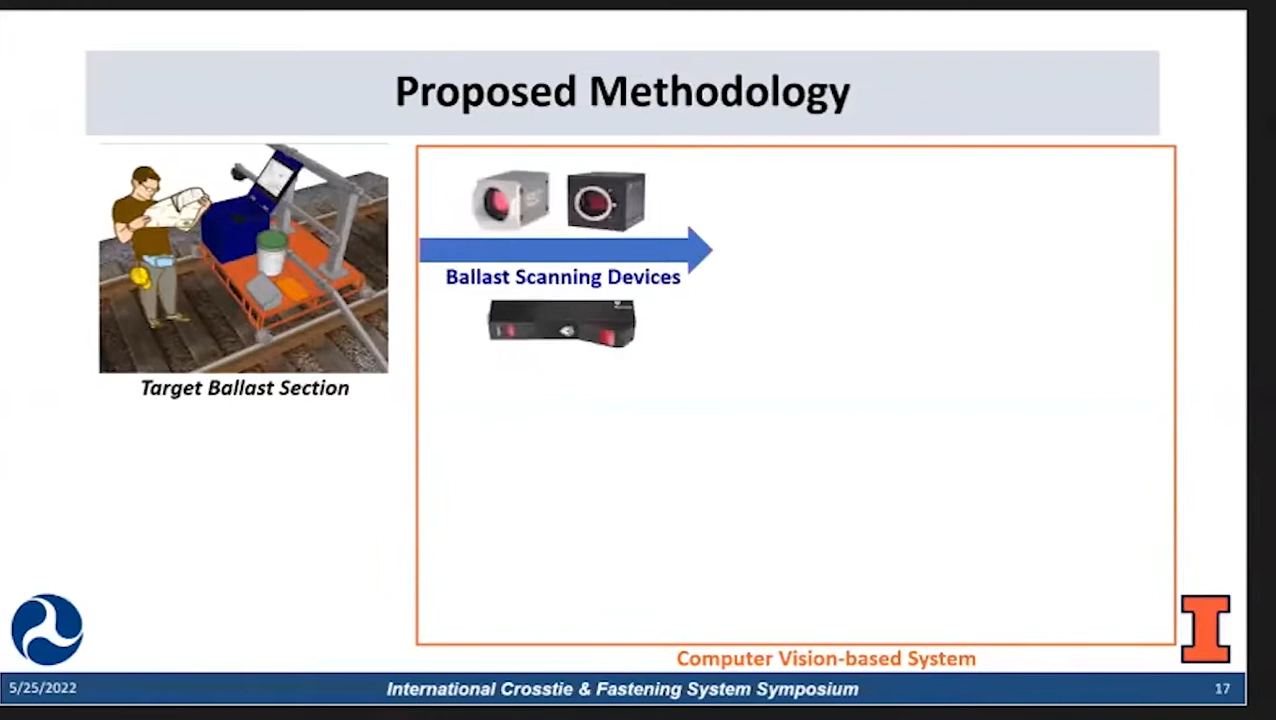 Proposed Methodology
Ballast Scanning Devices
Target Ballast Section
Computer Vision-based System
5/25/2022
International Crosstie & Fastening System Symposium
17
I